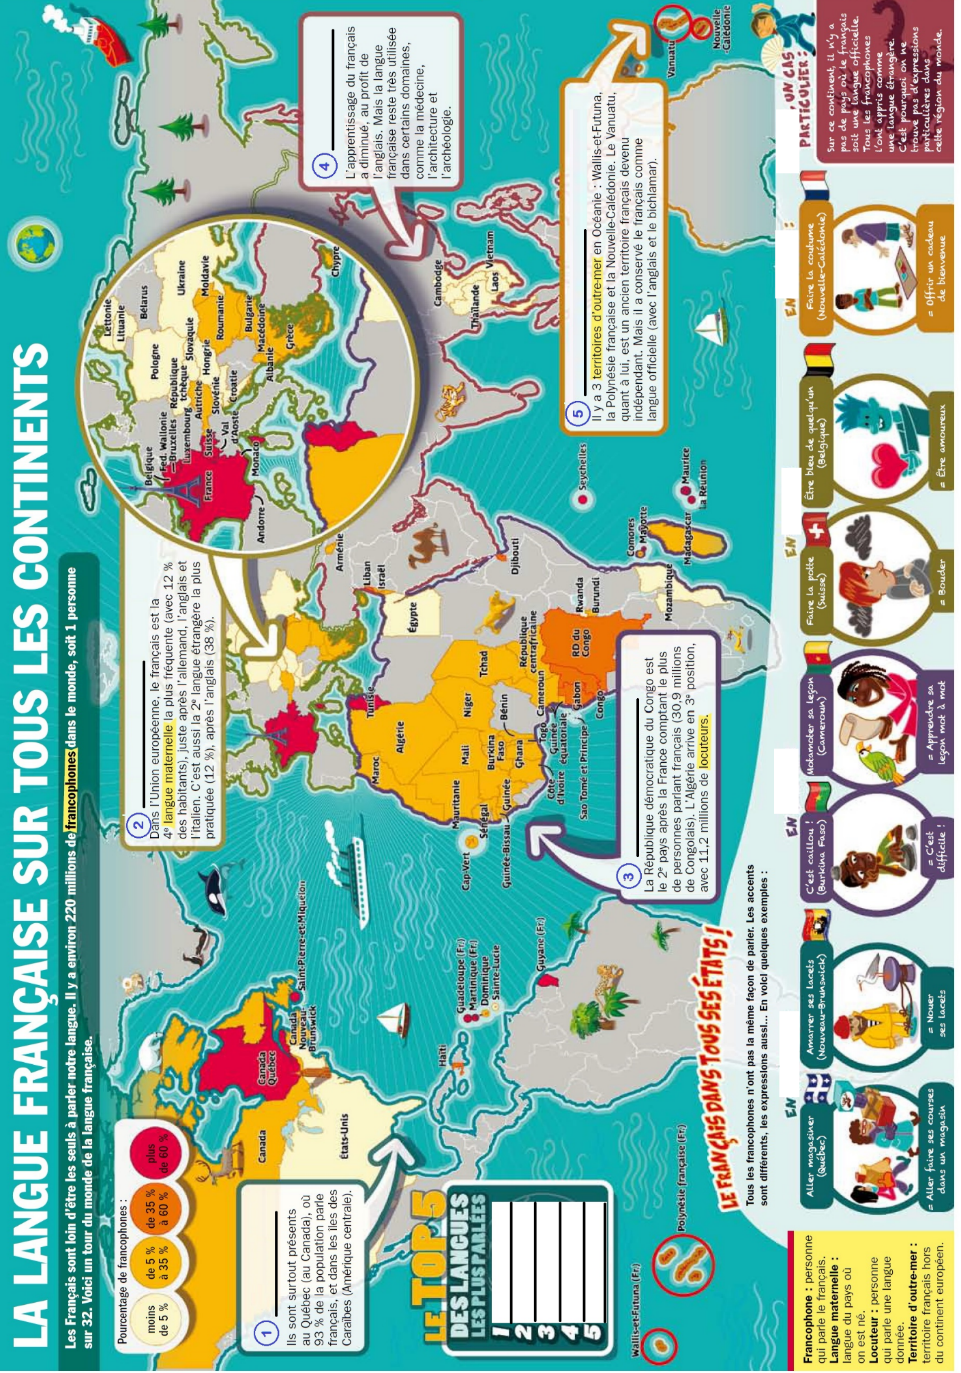 LA LANGUE FRANÇAISE SUR TOUS LES CONTINENTS
Les Français sont loin d'être les seuls à parler notre langue. Il y a environ 220 millions de francophones dans le monde, soit 1 personne
sur 32. Voici un tour du monde de la langue française.
Pourcentage de francophones :
moins
de 5 %
de 5 %
à 35 %
de 35 %
à 60 %
plus
de 60 %
1
Ils sont surtout présents
au Québec (au Canada), où
93 % de la population parle
français, et dans les îles des
Caraïbes (Amérique centrale).
2
Dans l'Union européenne, le français est la
4e langue maternelle la plus fréquente (avec 12 %
des habitants), juste après l'allemand, l'anglais et
l'italien. C'est aussi la 2e langue étrangère la plus
pratiquée (12 %), après l'anglais (38 %).
3
La République démocratique du Congo est
le 2e pays après la France comptant le plus
de personnes parlant français (30,9 millions
de Congolais). L'Algérie arrive en 3e position,
avec 11,2 millions de locuteurs.
4
L'apprentissage du français
a diminué, au profit de
l'anglais. Mais la langue
française reste très utilisée
dans certains domaines,
comme la médecine,
l'architecture et
l'archéologie.
5
Il y a 3 territoires d'outre-mer en Océanie : Wallis-et-Futuna,
la Polynésie française et la Nouvelle-Calédonie. Le Vanuatu,
quant à lui, est un ancien territoire français devenu
indépendant. Mais il a conservé le français comme
langue officielle (avec l'anglais et le bichlamar).
Canada
Canada
Québec
Canada
Nouveau-
Brunswick
Saint-Pierre-et-Miquelon
États-Unis
Haïti
Guadeloupe (Fr.)
Martinique (Fr.)
Dominique
Sainte-Lucie
Guyane (Fr.)
Wallis-et-Futuna (Fr.)
Polynésie française (Fr.)
Belgique
Fed. Wallonie
Bruxelles
Luxembourg
France
Suisse
Val
d'Aoste
Monaco
Andorre
Lettonie
Lituanie
Bélarus
Pologne
Ukraine
République
tchèque
Slovaquie
Autriche
Hongrie
Slovénie
Croatie
Moldavie
Roumanie
Bulgarie
Macédoine
Albanie
Grèce
Chypre
Arménie
Liban
Israël
Tunisie
Maroc
Algérie
Égypte
Mauritanie
Mali
Niger
Tchad
Cap-Vert
Sénégal
Guinée-Bissau
Guinée
Burkina
Faso
Côte
d'Ivoire
Ghana
Togo
Bénin
Cameroun
République
centrafricaine
Guinée
équatoriale
Sao Tomé et Principe
Gabon
Congo
RD du
Congo
Rwanda
Burundi
Djibouti
Mozambique
Comores
Mayotte
Madagascar
Seychelles
Maurice
La Réunion
Cambodge
Thaïlande
Laos
Vietnam
Vanuatu
Nouvelle
-Calédonie
LE TOP 5
DES LANGUES
LES PLUS PARLÉES
1
2
3
4
5
LE FRANÇAIS DANS TOUS SES ÉTATS !
Tous les francophones n'ont pas la même façon de parler. Les accents
sont différents, les expressions aussi... En voici quelques exemples :
EN
Aller magasiner
(Québec)
= Aller faire ses courses
dans un magasin
Amarrer ses lacets
(Nouveau-Brunswick)
= Nouer
ses lacets
EN
C'est caillou !
(Burkina Faso)
= C'est
difficile !
Mokamater sa leçon
(Cameroun)
= Apprendre sa
leçon mot à mot
EN
Faire la potte
(Suisse)
= Bouder
Être bleu de quelqu'un
(Belgique)
= Être amoureux
EN :
Faire la coutume
(Nouvelle-Calédonie)
= Offrir un cadeau
de bienvenue
, UN CAS
PARTICULIER :
Sur ce continent, il n'y a
pas de pays où le français
soit une langue officielle.
Tous les francophones
l'ont appris comme
une langue étrangère.
C'est pourquoi on ne
trouve pas d'expressions
particulières dans
cette région du monde.
Francophone : personne
qui parle le français.
Langue maternelle :
langue du pays où
on est né.
Locuteur : personne
qui parle une langue
donnée.
Territoire d'outre-mer :
territoire français hors
du continent européen.